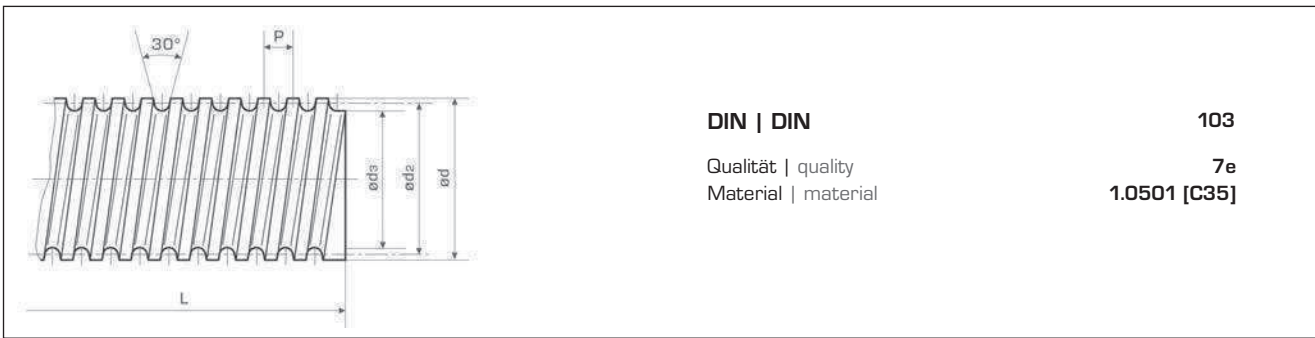 30°
P
ød3
ød2
ød
L
DIN | DIN 103
Qualität | quality 7e
Material | material 1.0501 [C35]